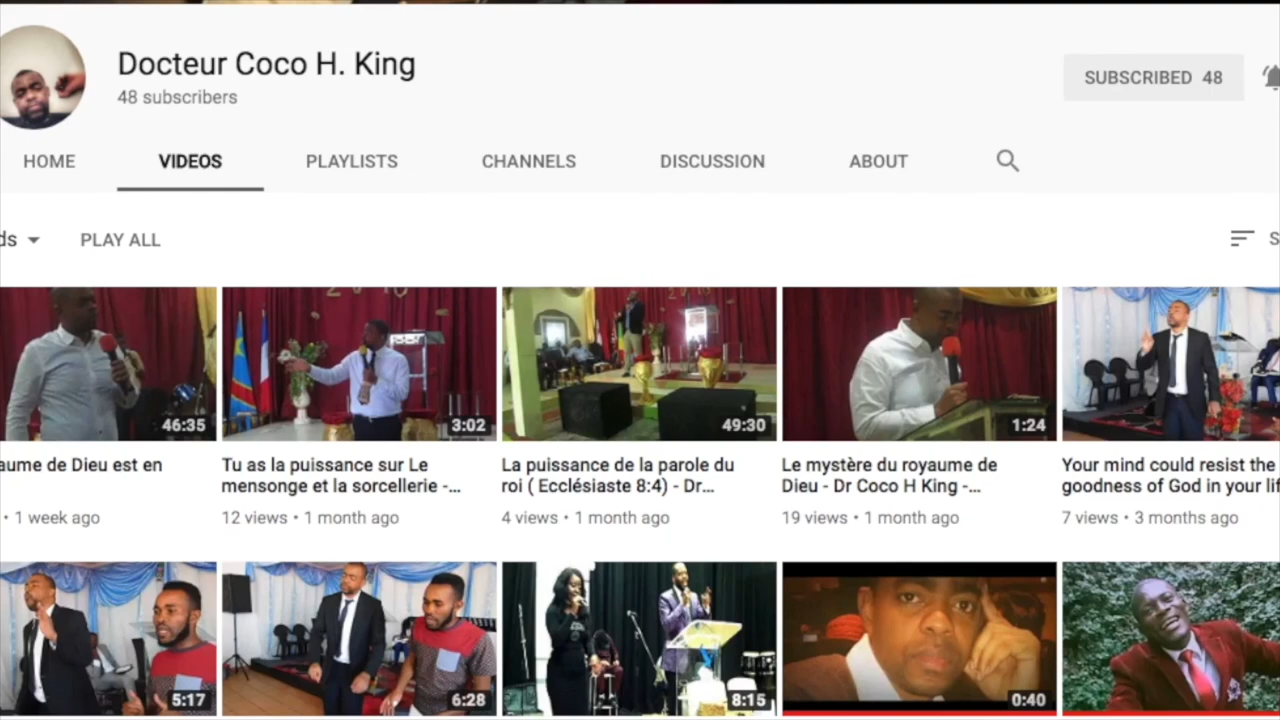 Docteur Coco H. King
48 subscribers
SUBSCRIBED 48
HOME VIDEOS PLAYLISTS CHANNELS DISCUSSION ABOUT
ds PLAY ALL S
46:35 3:02 49:30 1:24
aume de Dieu est en
1 week ago
Tu as la puissance sur Le
mensonge et la sorcellerie -...
12 views • 1 month ago
La puissance de la parole du
roi ( Ecclésiaste 8:4) - Dr...
4 views • 1 month ago
Le mystère du royaume de
Dieu - Dr Coco H King -...
19 views • 1 month ago
Your mind could resist the
goodness of God in your lif
7 views • 3 months ago
5:17 6:28 8:15 0:40